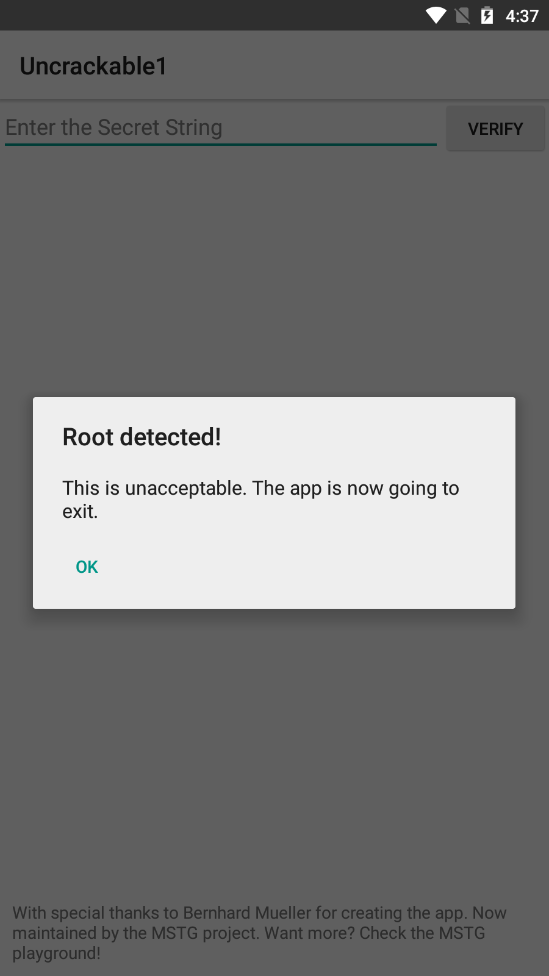 4:37
Uncrackable1
Enter the Secret String
VERIFY
Root detected!
This is unacceptable. The app is now going to
exit.
OK
With special thanks to Bernhard Mueller for creating the app. Now
maintained by the MSTG project. Want more? Check the MSTG
playground!